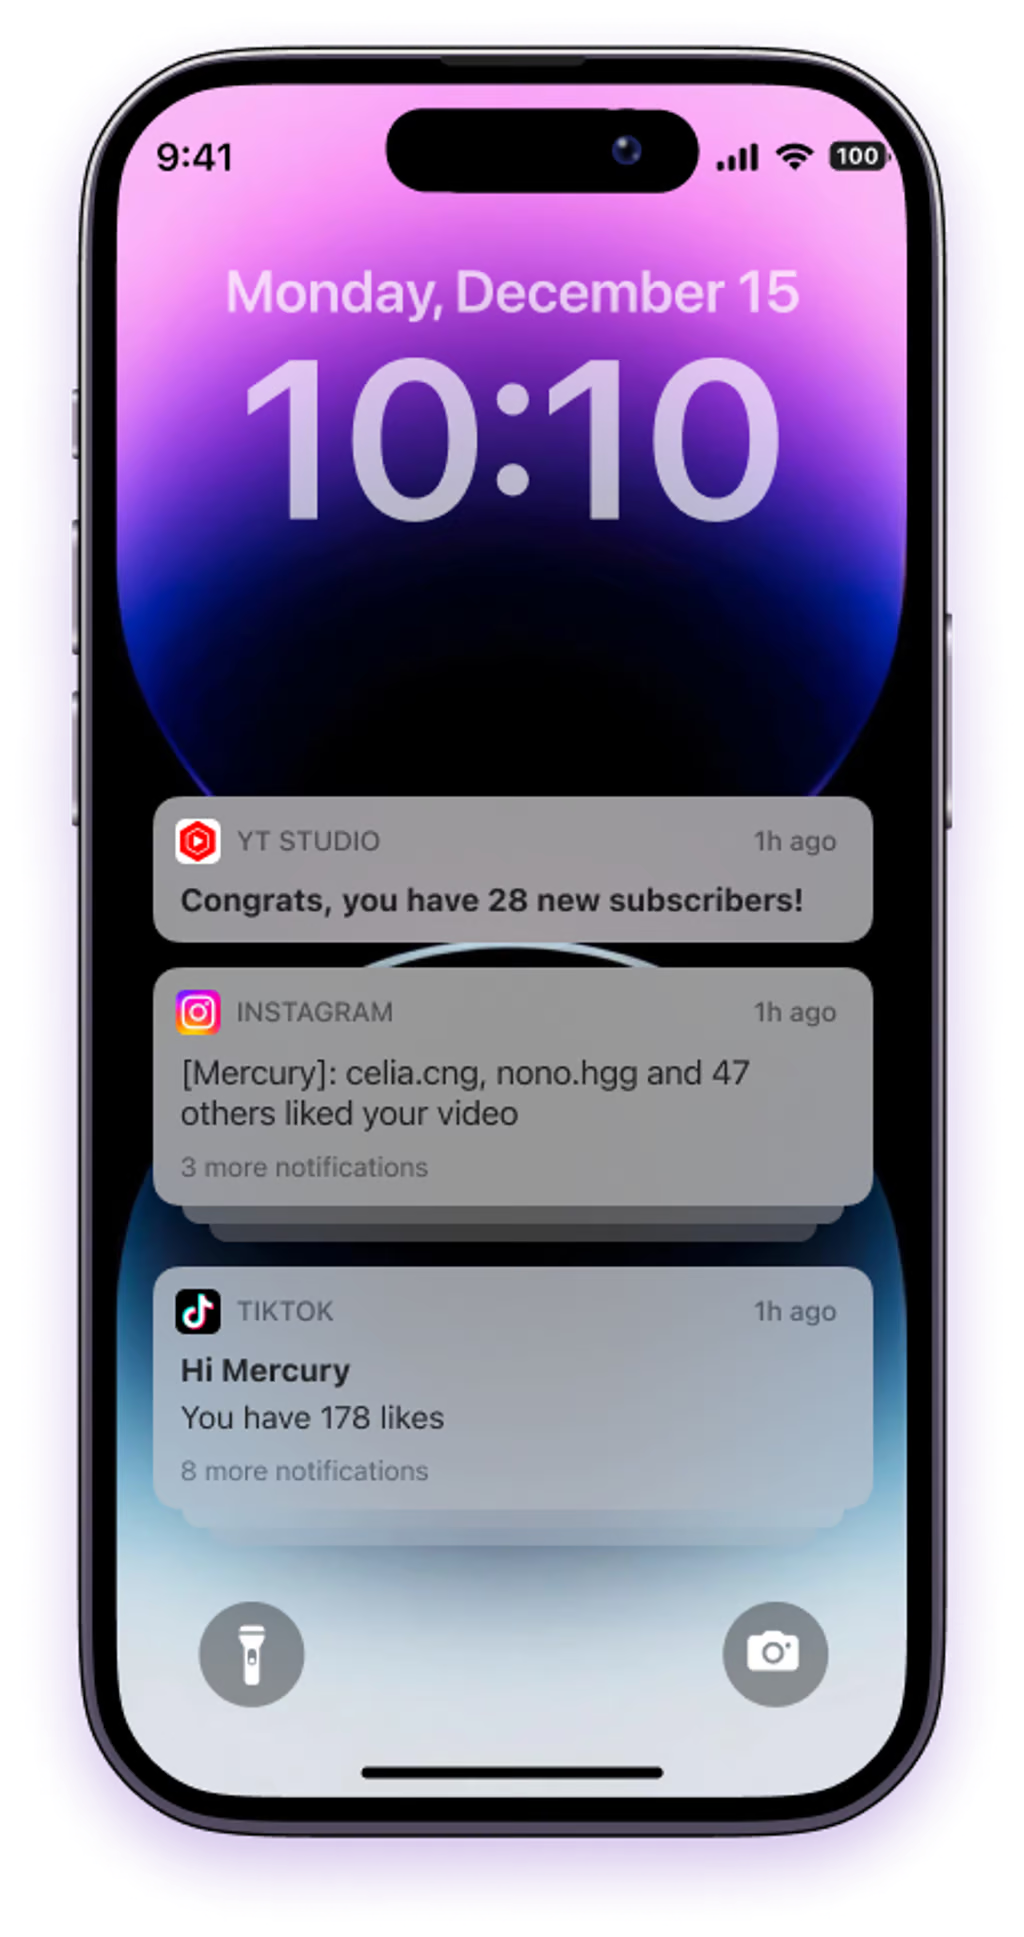 9:41
100
Monday, December 15
10:10
YT STUDIO
1h ago
Congrats, you have 28 new subscribers!
INSTAGRAM
1h ago
[Mercury]: celia.cng, nono.hgg and 47
others liked your video
3 more notifications
TIKTOK
1h ago
Hi Mercury
You have 178 likes
8 more notifications